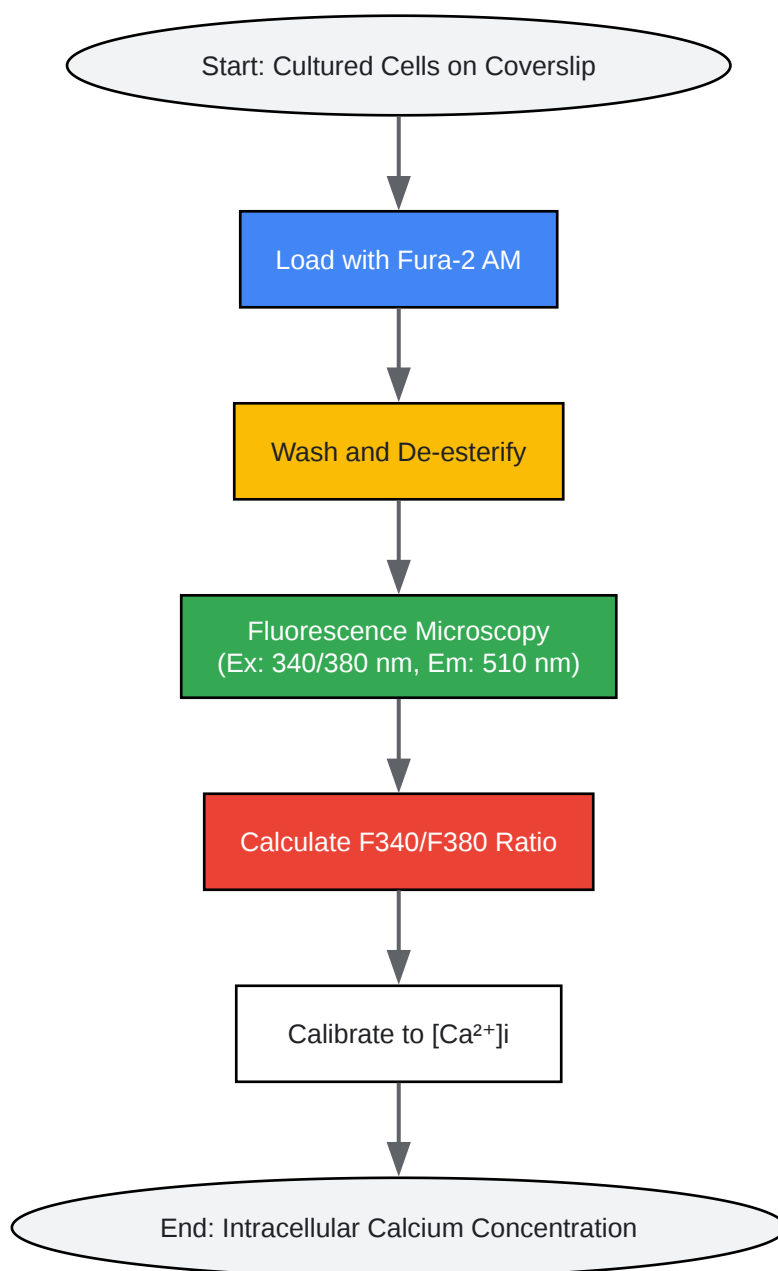 Start: Cultured Cells on Coverslip
Load with Fura-2 AM
Wash and De-esterify
Fluorescence Microscopy
(Ex: 340/380 nm, Em: 510 nm)
Calculate F340/F380 Ratio
Calibrate to [Ca²⁺]i
End: Intracellular Calcium Concentration